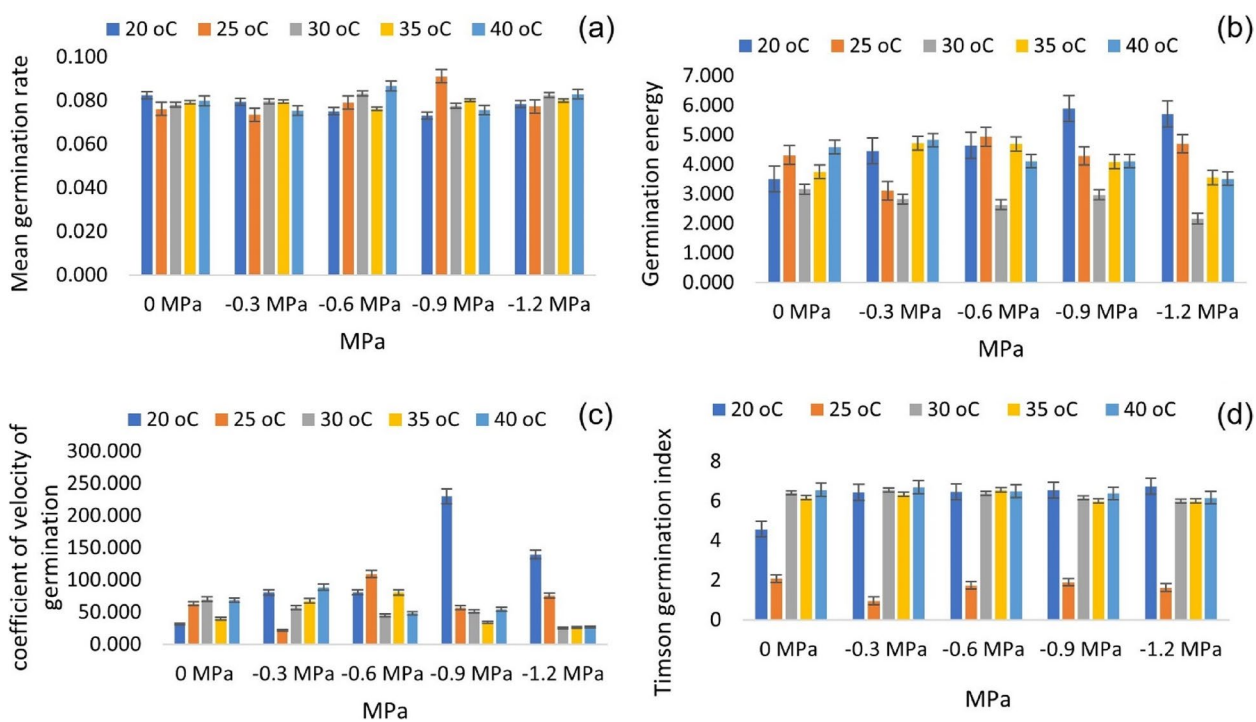 (a)
20 oC 25 oC 30 oC 35 oC 40 oC
Mean germination rate
0.100
0.080
0.060
0.040
0.020
0.000
0 MPa -0.3 MPa -0.6 MPa -0.9 MPa -1.2 MPa
MPa
(b)
20 oC 25 oC 30 oC 35 oC 40 oC
Germination energy
7.000
6.000
5.000
4.000
3.000
2.000
1.000
0.000
0 MPa -0.3 MPa -0.6 MPa -0.9 MPa -1.2 MPa
MPa
(c)
20 oC 25 oC 30 oC 35 oC 40 oC
coefficient of velocity of
germination
300.000
250.000
200.000
150.000
100.000
50.000
0.000
0 MPa -0.3 MPa -0.6 MPa -0.9 MPa -1.2 MPa
MPa
(d)
20 oC 25 oC 30 oC 35 oC 40 oC
Timson germination index
8
6
4
2
0
0 MPa -0.3 MPa -0.6 MPa -0.9 MPa -1.2 MPa
MPa